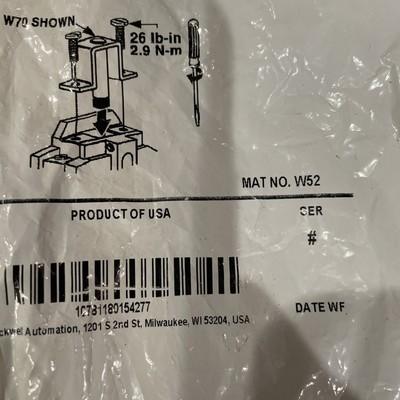 W70 SHOWN
26 lb-in
2.9 N-m
MAT NO. W52
PRODUCT OF USA
SER
#
10781180154277
DATE WF
Automation, 1201 S 2nd St, Milwaukee, WI 53204, USA